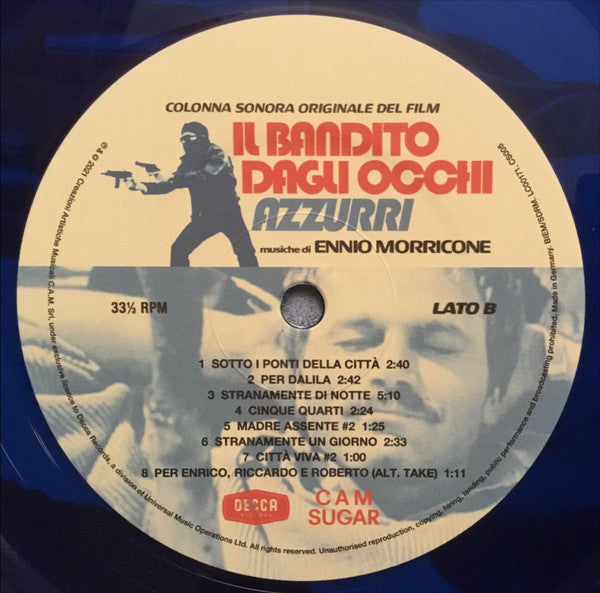 COLONNA SONORA ORIGINALE DEL FILM
IL BANDITO
DAGLI OCCHI
AZZURRI
musiche di ENNIO MORRICONE
33⅓ RPM
LATO B
1 SOTTO I PONTI DELLA CITTÀ 2:40
2 PER DALILA 2:42
3 STRANAMENTE DI NOTTE 5:10
4 CINQUE QUARTI 2:24
5 MADRE ASSENTE #2 1:25
6 STRANAMENTE UN GIORNO 2:33
7 CITTÀ VIVA #2 1:00
8 PER ENRICO, RICCARDO E ROBERTO (ALT. TAKE) 1:11
DECCA
RECORDS
CAM
SUGAR
℗ & © 2021 Creazioni Artistiche Musicali C.A.M. Srl, under exclusive licence to Decca Records, a division of Universal Music Operations Ltd. All rights reserved. Unauthorised reproduction, copying, hiring, lending, public performance and broadcasting prohibited. Made in Germany. BIEM/SDRM. LC00171. CS006